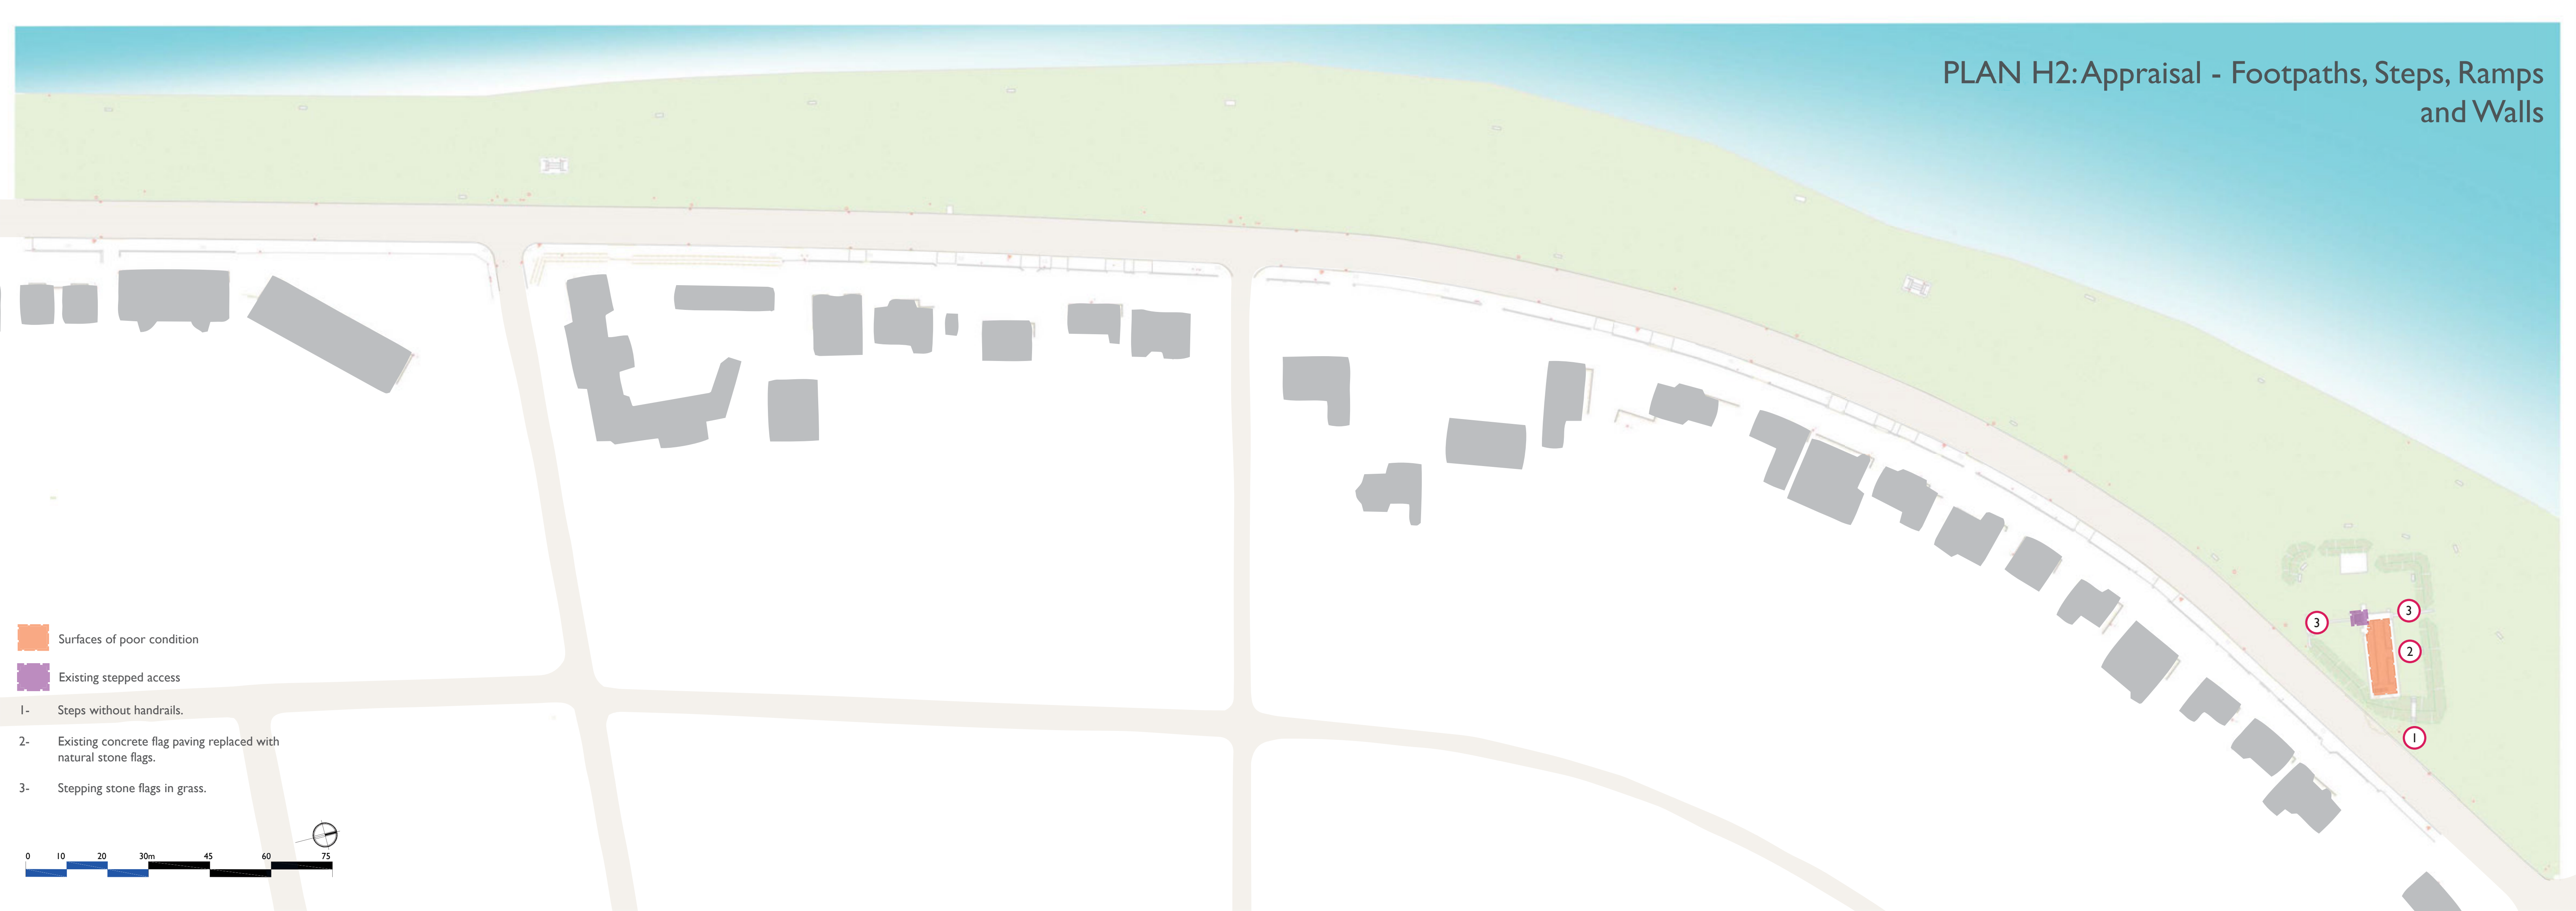 PLAN H2: Appraisal - Footpaths, Steps, Ramps
and Walls
3
3
2
1
Surfaces of poor condition
Existing stepped access
1- Steps without handrails.
2- Existing concrete flag paving replaced with
natural stone flags.
3- Stepping stone flags in grass.
0 10 20 30m 45 60 75